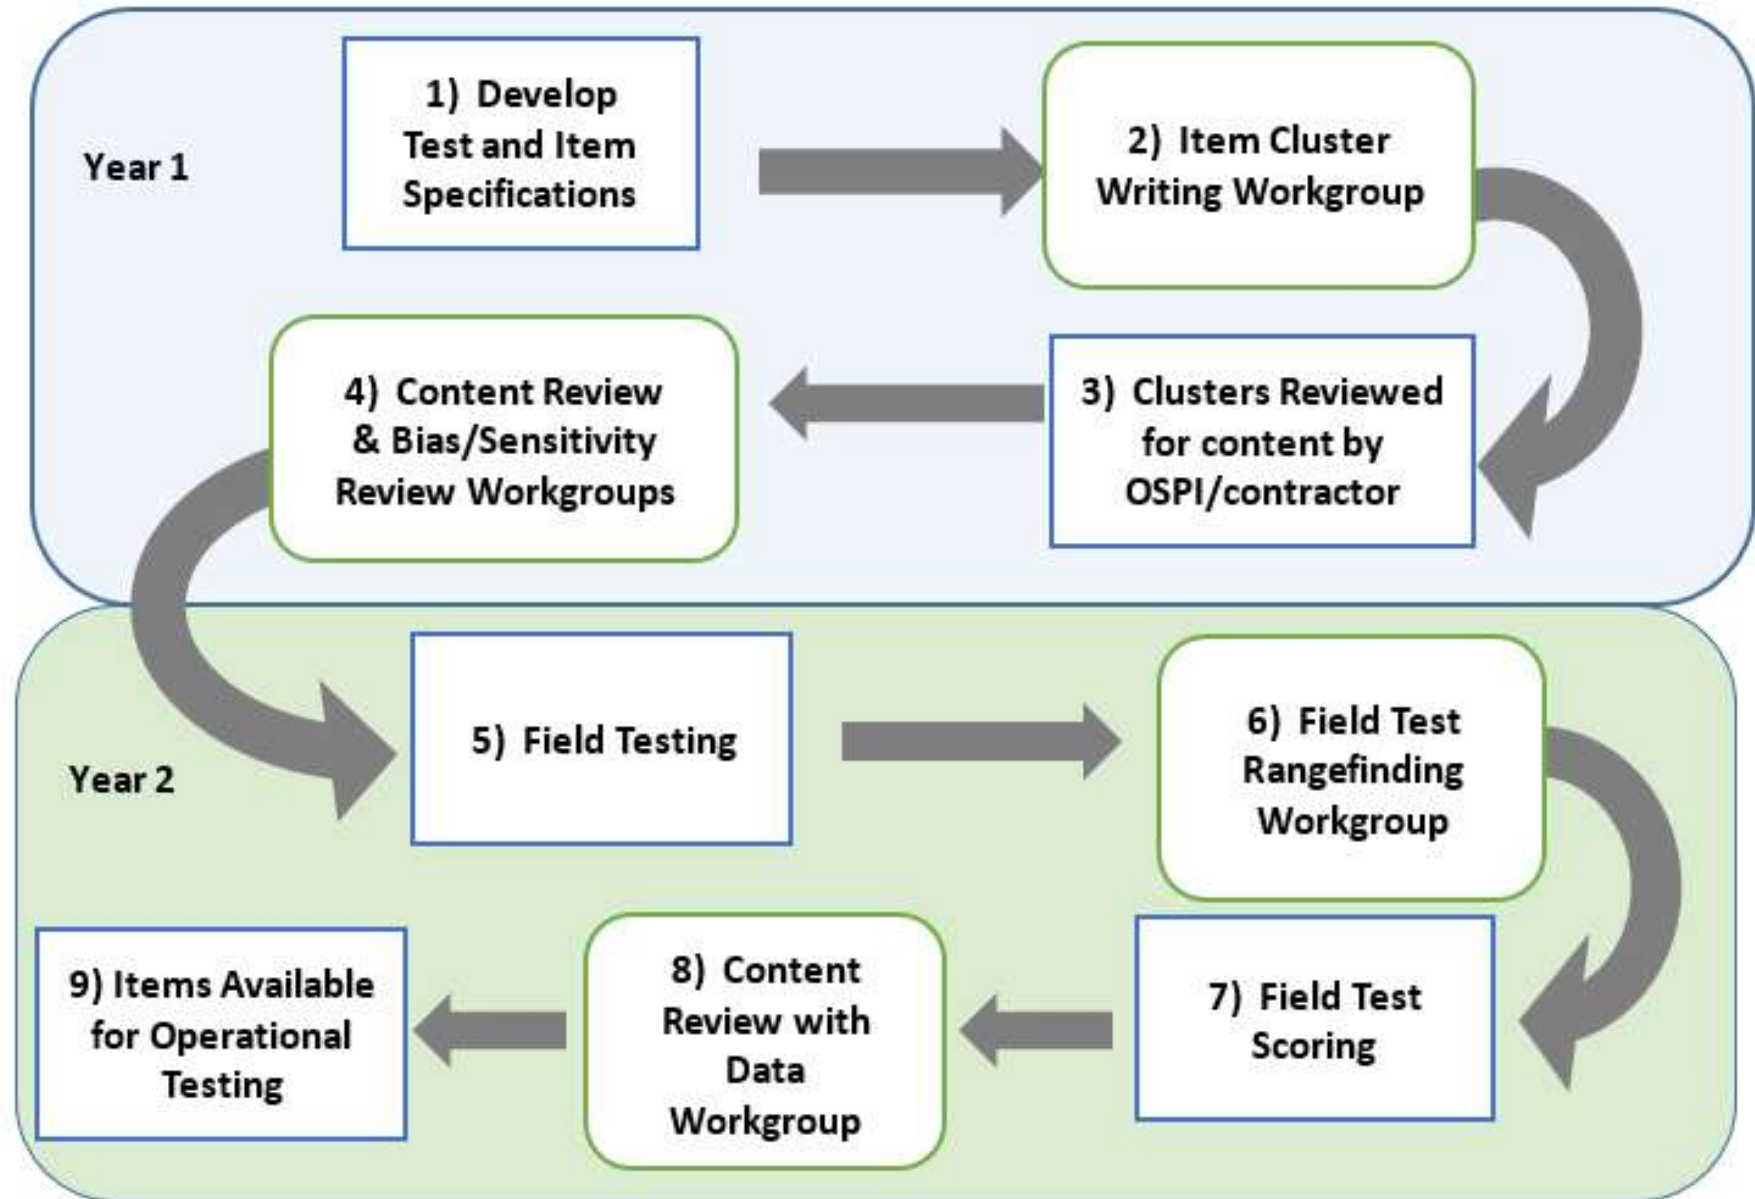 Year 1
1) Develop
Test and Item
Specifications
2) Item Cluster
Writing Workgroup
3) Clusters Reviewed
for content by
OSPI/contractor
4) Content Review
& Bias/Sensitivity
Review Workgroups
Year 2
5) Field Testing
6) Field Test
Rangefinding
Workgroup
7) Field Test
Scoring
8) Content
Review with
Data
Workgroup
9) Items Available
for Operational
Testing